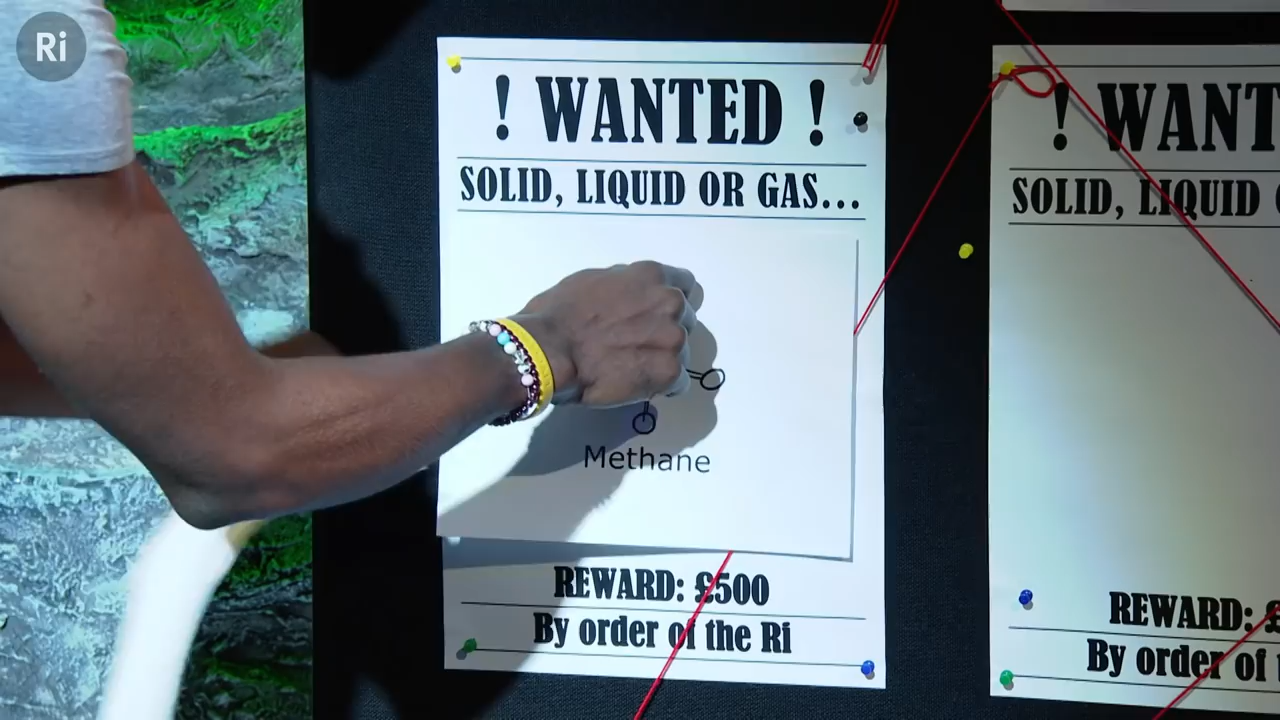 Ri
! WANTED !
SOLID, LIQUID OR GAS...
Methane
REWARD: £500
By order of the Ri
! WANT
SOLID, LIQUID
REWARD:
By order of